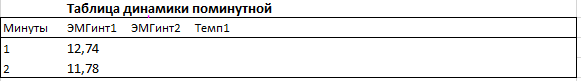 Таблица динамики поминутной
Минуты ЭМГинт1 ЭМГинт2 Темп1
1 12,74
2 11,78